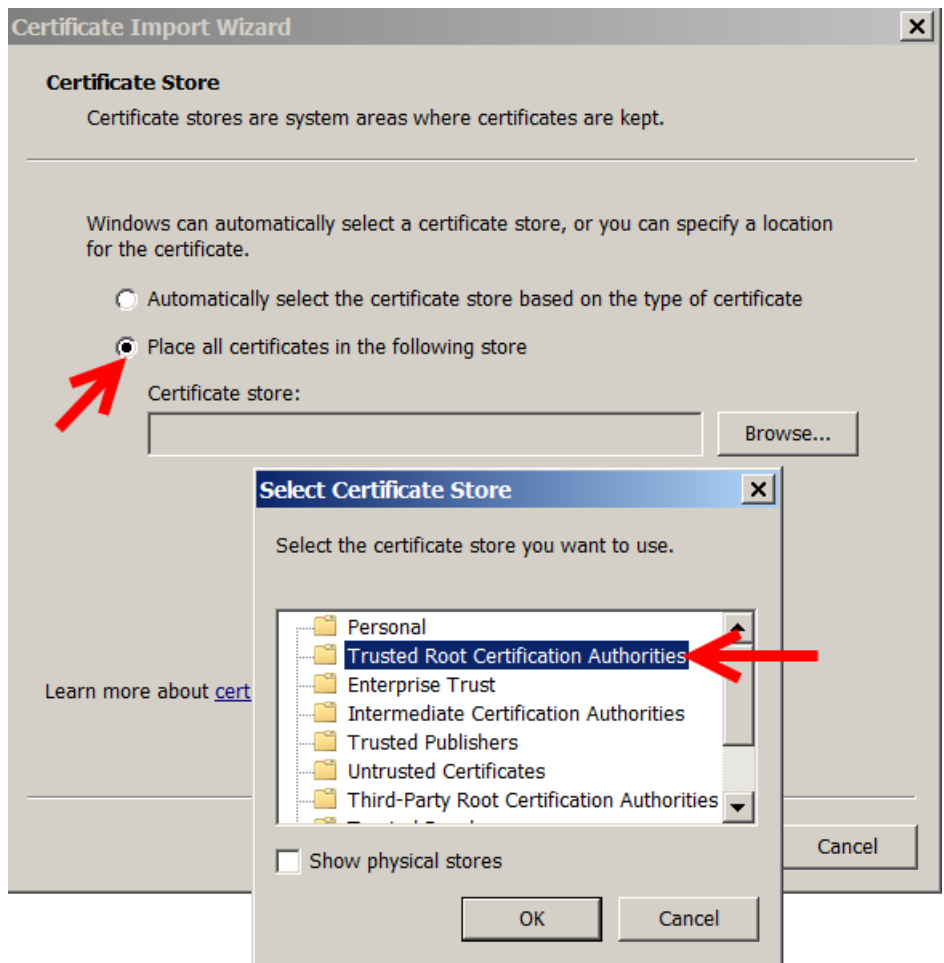 Certificate Import Wizard
Certificate Store
Certificate stores are system areas where certificates are kept.
Windows can automatically select a certificate store, or you can specify a location
for the certificate.
Automatically select the certificate store based on the type of certificate
Place all certificates in the following store
Certificate store:
Browse...
Select Certificate Store
Select the certificate store you want to use.
Personal
Trusted Root Certification Authorities
Enterprise Trust
Intermediate Certification Authorities
Trusted Publishers
Untrusted Certificates
Third-Party Root Certification Authorities
Learn more about cert
Show physical stores
OK
Cancel
Cancel